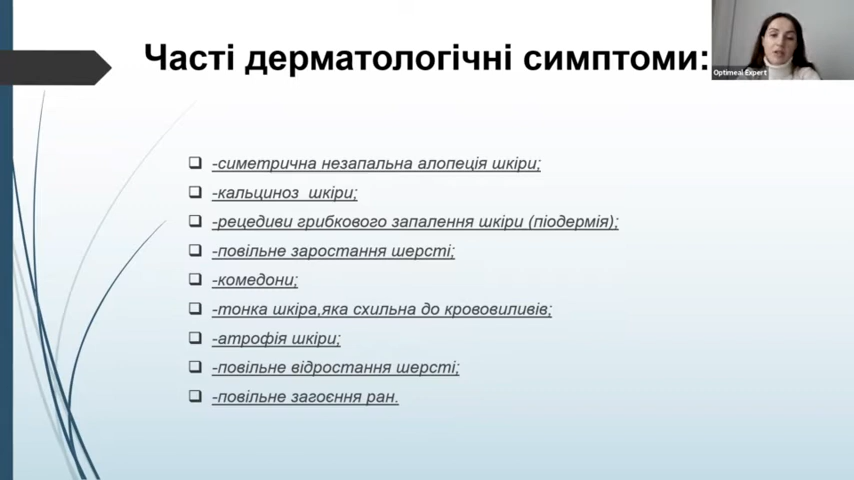 Часті дерматологічні симптоми:
Optimeal Expert
-симетрична незапальна алопеція шкіри;
-кальциноз шкіри;
-рецедиви грибкового запалення шкіри (піодермія);
-повільне заростання шерсті;
-комедони;
-тонка шкіра,яка схильна до крововиливів;
-атрофія шкіри;
-повільне відростання шерсті;
-повільне загоєння ран.